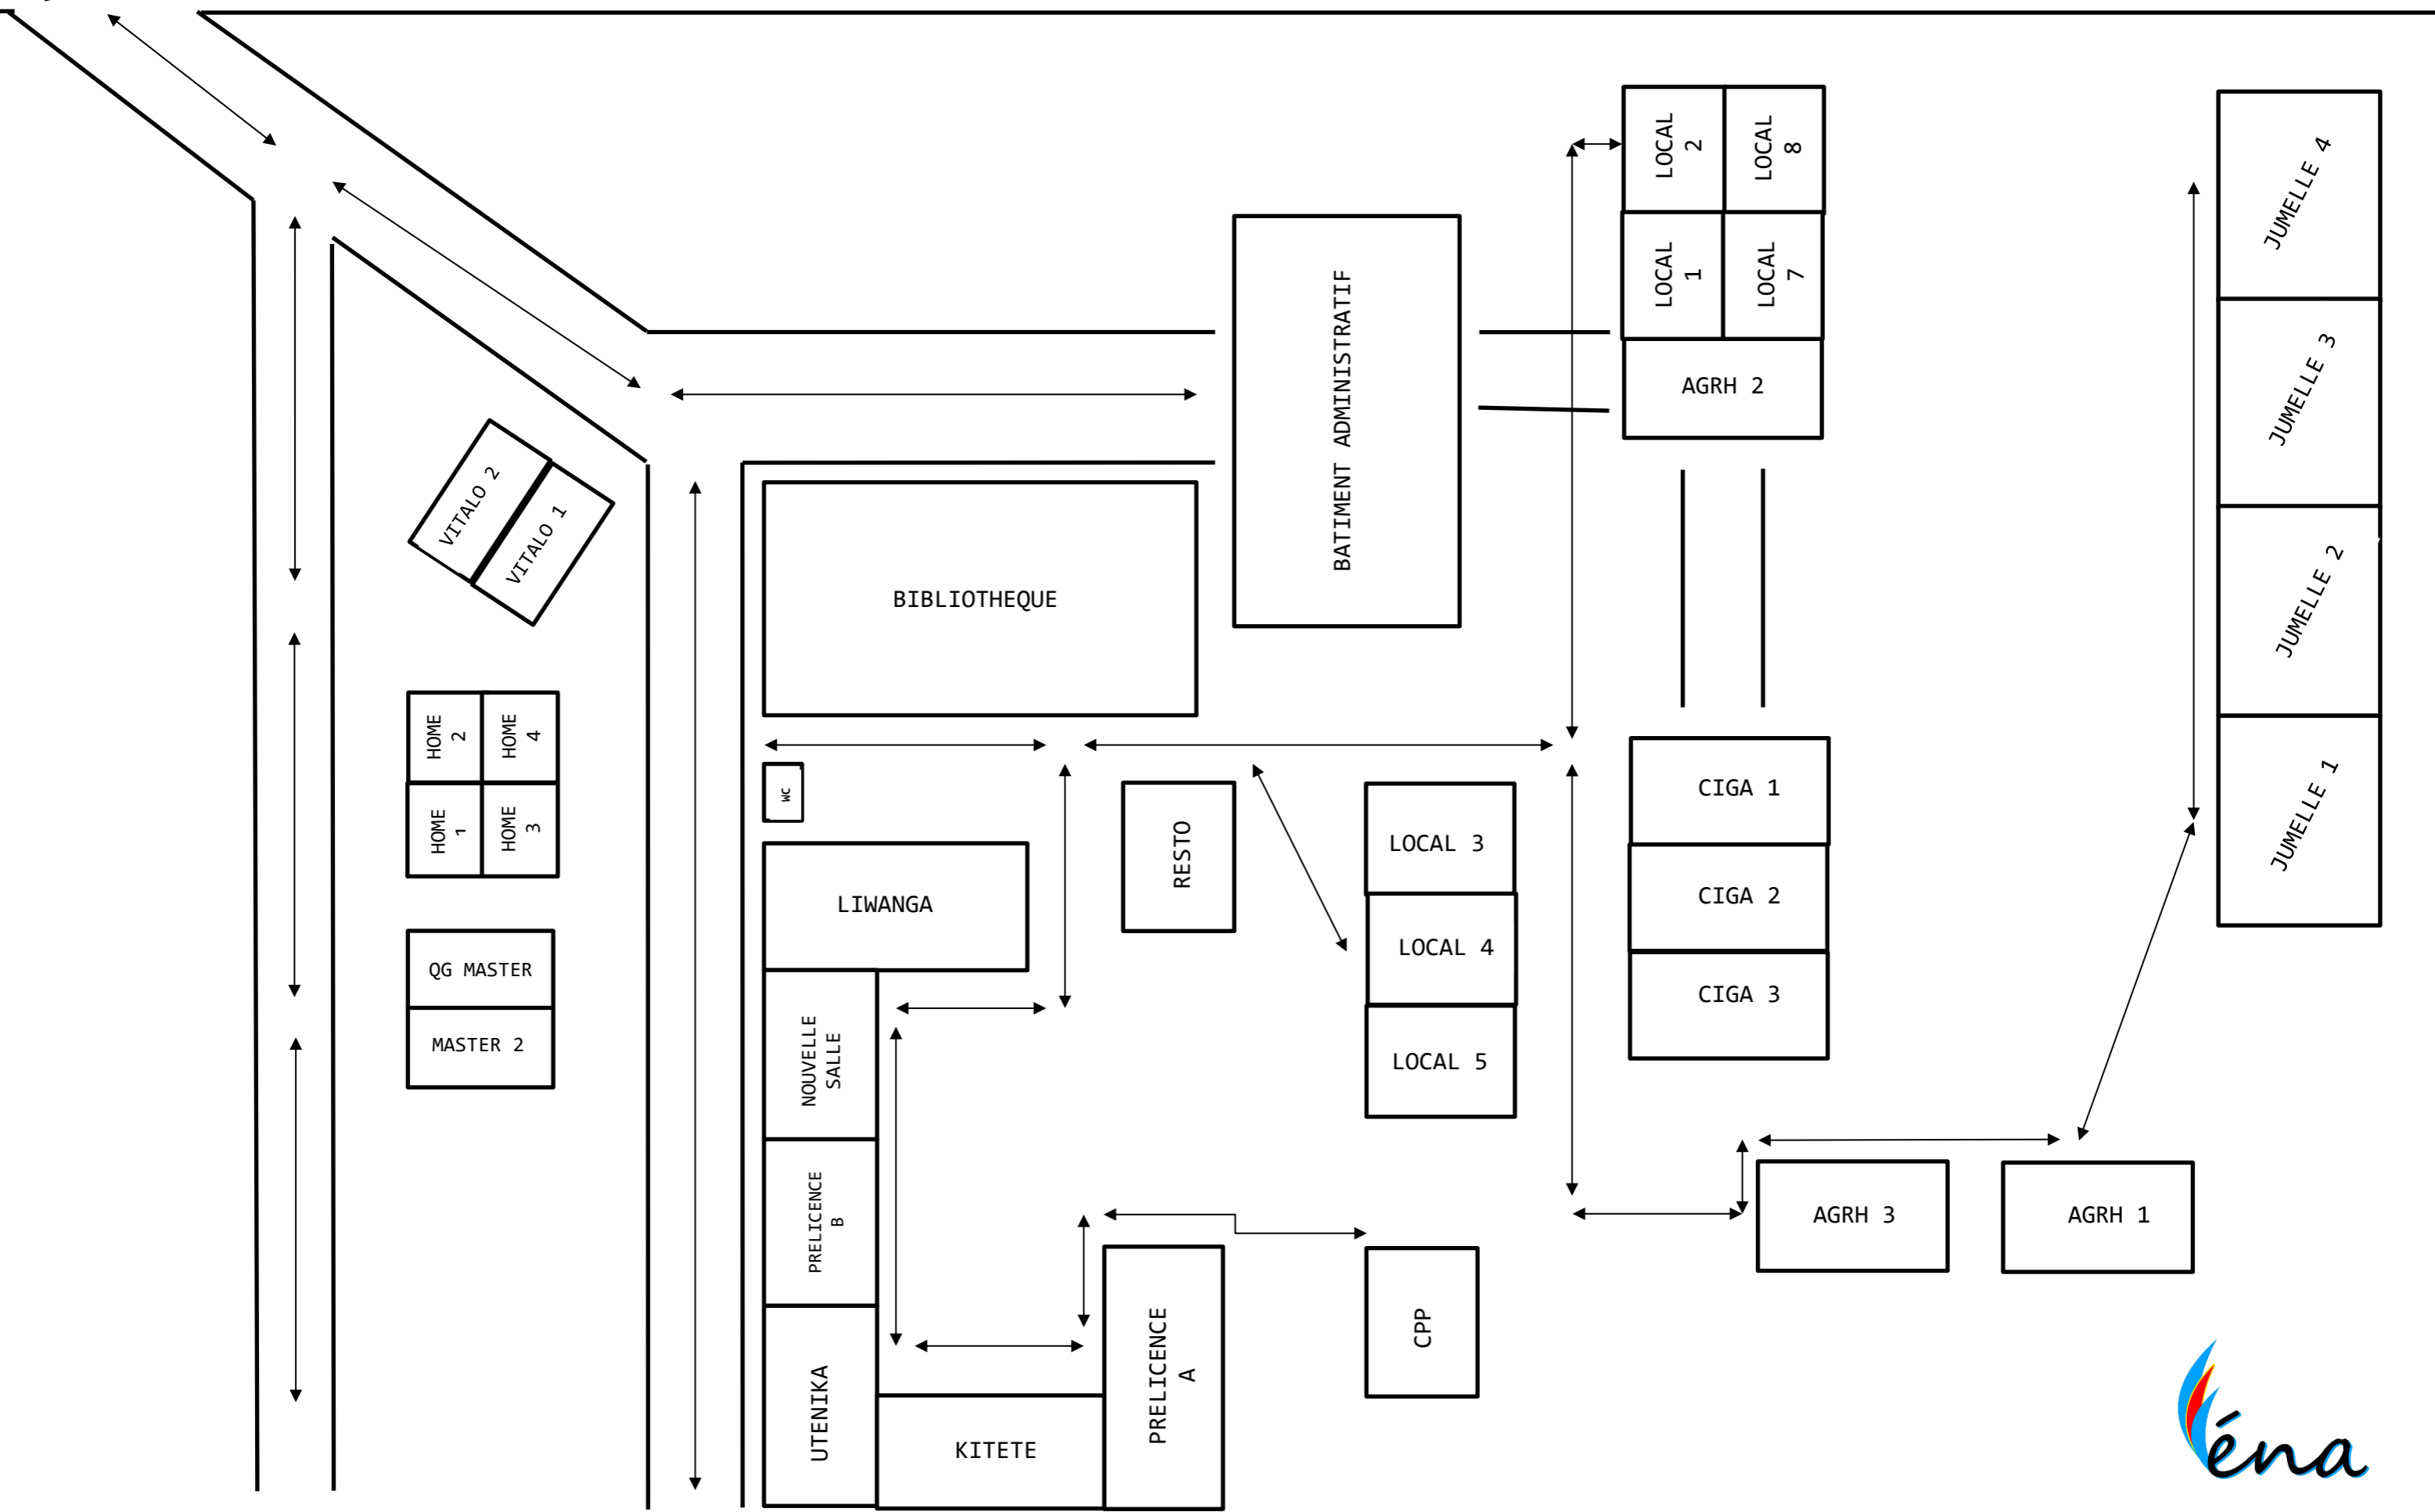 LOCAL
2
LOCAL
8
LOCAL
1
LOCAL
7
AGRH 2
JUMELLE 4
JUMELLE 3
JUMELLE 2
JUMELLE 1
BATIMENT ADMINISTRATIF
VITALO 2
VITALO 1
BIBLIOTHEQUE
HOME
2
HOME
4
HOME
1
HOME
3
WC
RESTO
LOCAL 3
LOCAL 4
LOCAL 5
CIGA 1
CIGA 2
CIGA 3
LIWANGA
QG MASTER
MASTER 2
NOUVELLE
SALLE
PRELICENCE
B
UTENIKA
KITETE
PRELICENCE
A
CPP
AGRH 3
AGRH 1
éna